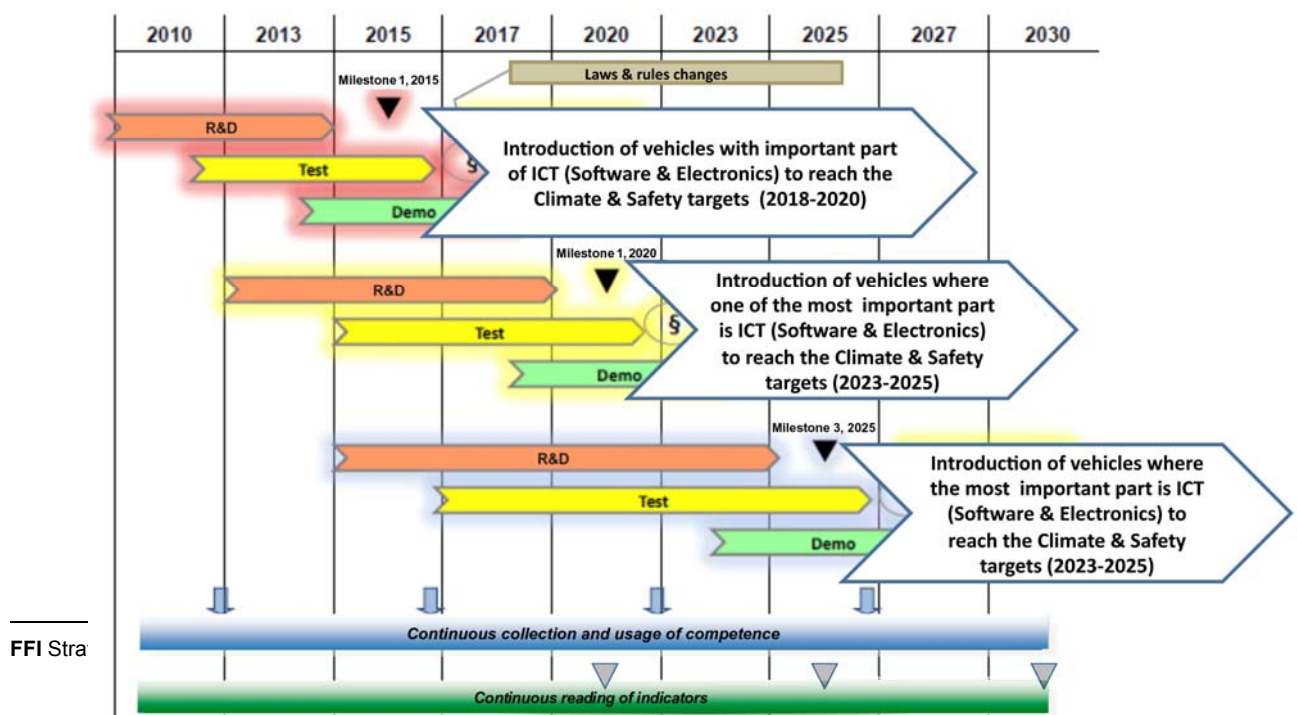 2010 2013 2015 2017 2020 2023 2025 2027 2030
Laws & rules changes
Milestone 1, 2015
R&D
Test
§
Demo
Introduction of vehicles with important part
of ICT (Software & Electronics) to reach the
Climate & Safety targets (2018-2020)
Milestone 1, 2020
R&D
Test
§
Demo
Introduction of vehicles where
one of the most important part
is ICT (Software & Electronics)
to reach the Climate & Safety
targets (2023-2025)
Milestone 3, 2025
R&D
Test
Demo
Introduction of vehicles where
the most important part is ICT
(Software & Electronics) to
reach the Climate & Safety
targets (2023-2025)
Continuous collection and usage of competence
FFI Stra
Continuous reading of indicators